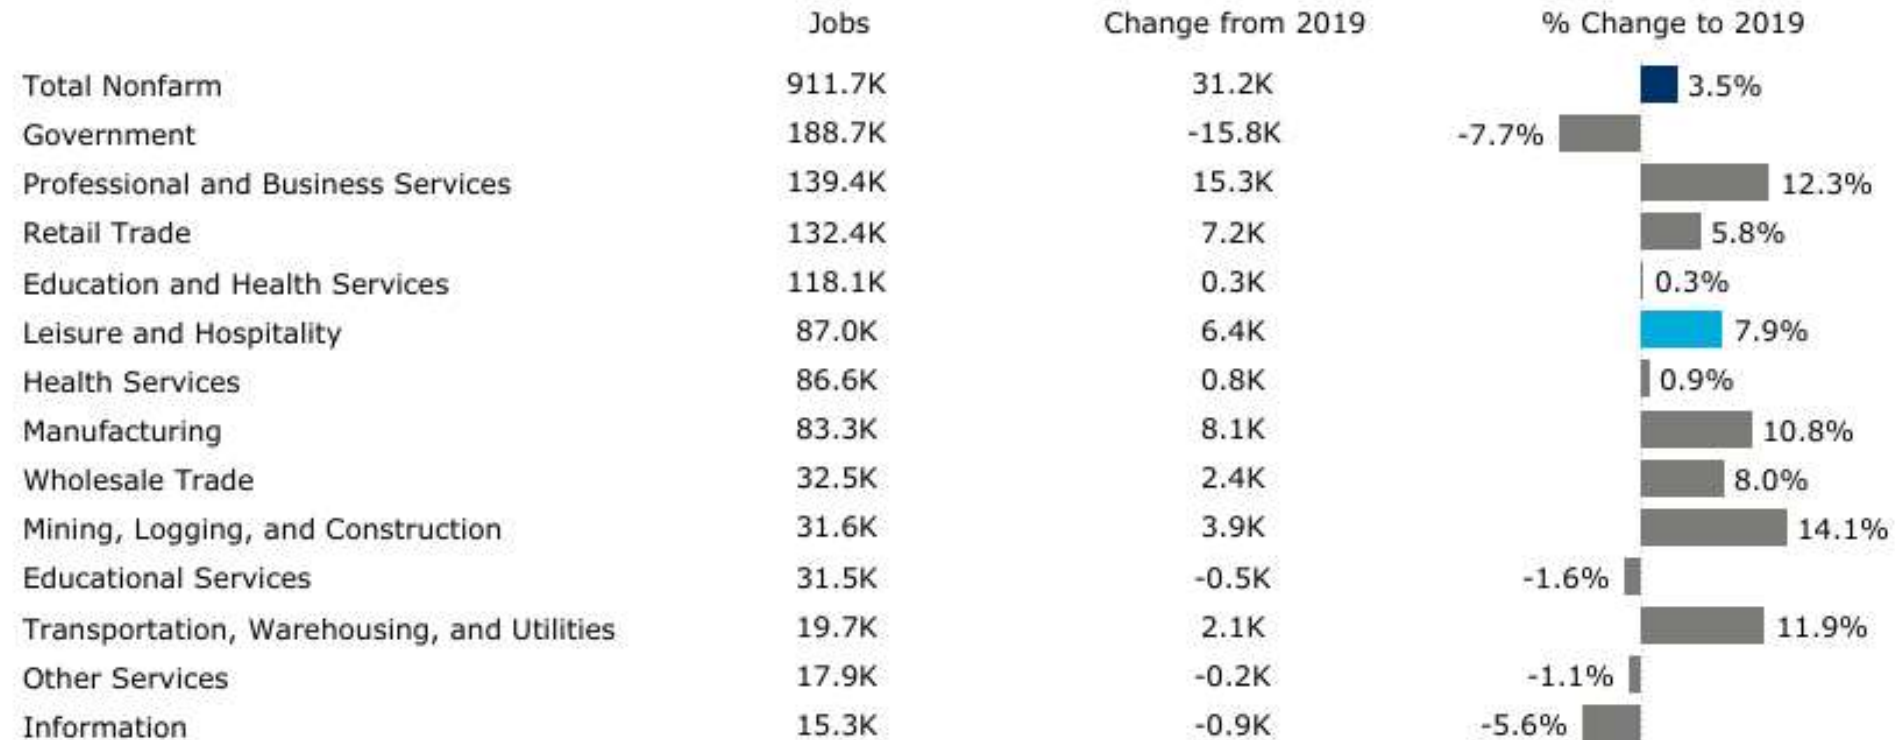 Jobs Change from 2019 % Change to 2019
Total Nonfarm 911.7K 31.2K 3.5%
Government 188.7K -15.8K -7.7%
Professional and Business Services 139.4K 15.3K 12.3%
Retail Trade 132.4K 7.2K 5.8%
Education and Health Services 118.1K 0.3K 0.3%
Leisure and Hospitality 87.0K 6.4K 7.9%
Health Services 86.6K 0.8K 0.9%
Manufacturing 83.3K 8.1K 10.8%
Wholesale Trade 32.5K 2.4K 8.0%
Mining, Logging, and Construction 31.6K 3.9K 14.1%
Educational Services 31.5K -0.5K -1.6%
Transportation, Warehousing, and Utilities 19.7K 2.1K 11.9%
Other Services 17.9K -0.2K -1.1%
Information 15.3K -0.9K -5.6%